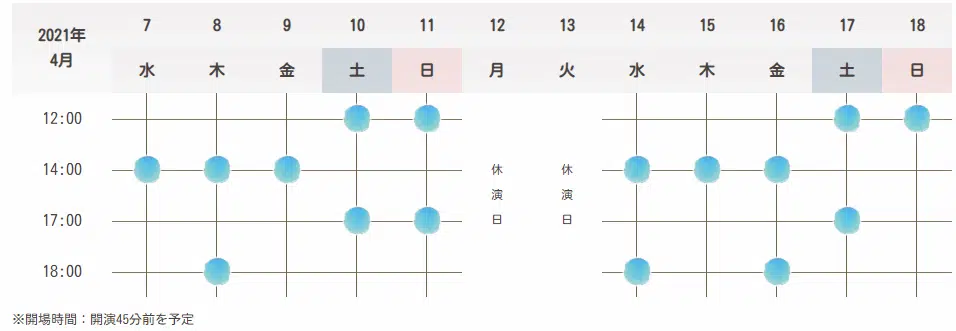 2021年
4月
7 8 9 10 11 12 13 14 15 16 17 18
水 木 金 土 日 月 火 水 木 金 土 日
12:00
14:00
17:00
18:00
休演日
休演日
※開場時間：開演45分前を予定